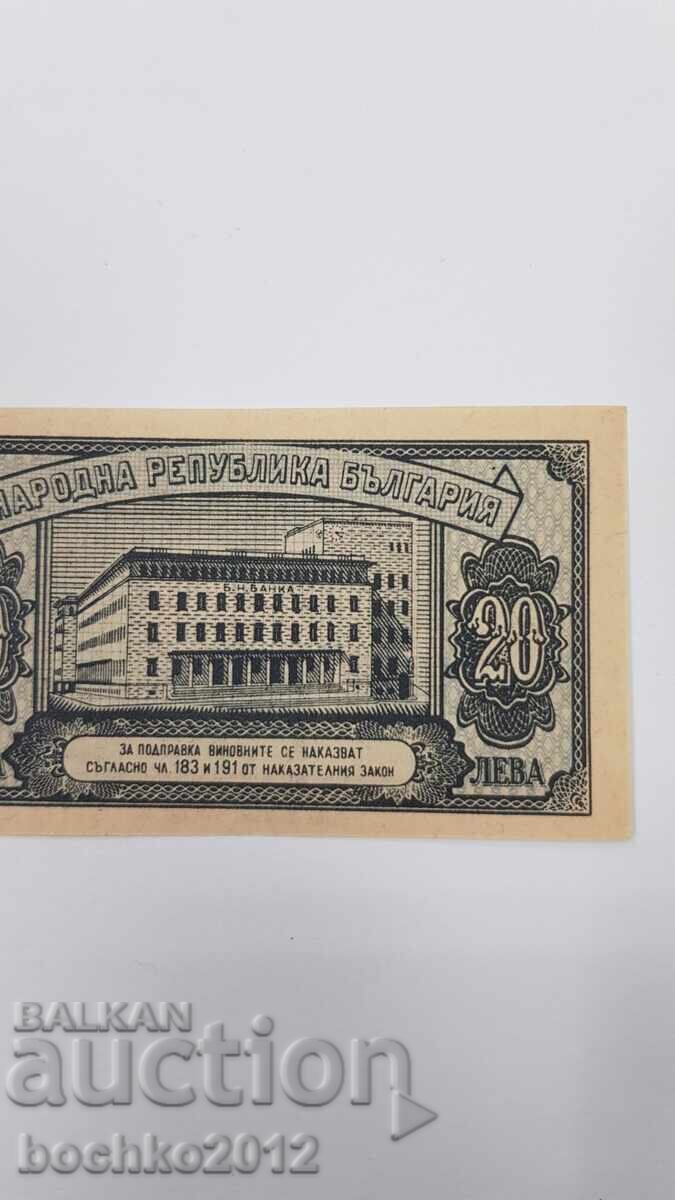 НАРОДНА РЕПУБЛИКА БЪЛГАРИЯ
Б.Н.БАНКА
20
ЗА ПОДПРАВКА ВИНОВНИТЕ СЕ НАКАЗВАТ
СЪГЛАСНО ЧЛ. 183 И 191 ОТ НАКАЗАТЕЛНИЯ ЗАКОН
ЛЕВА
BALKAN
auction
bochko2012